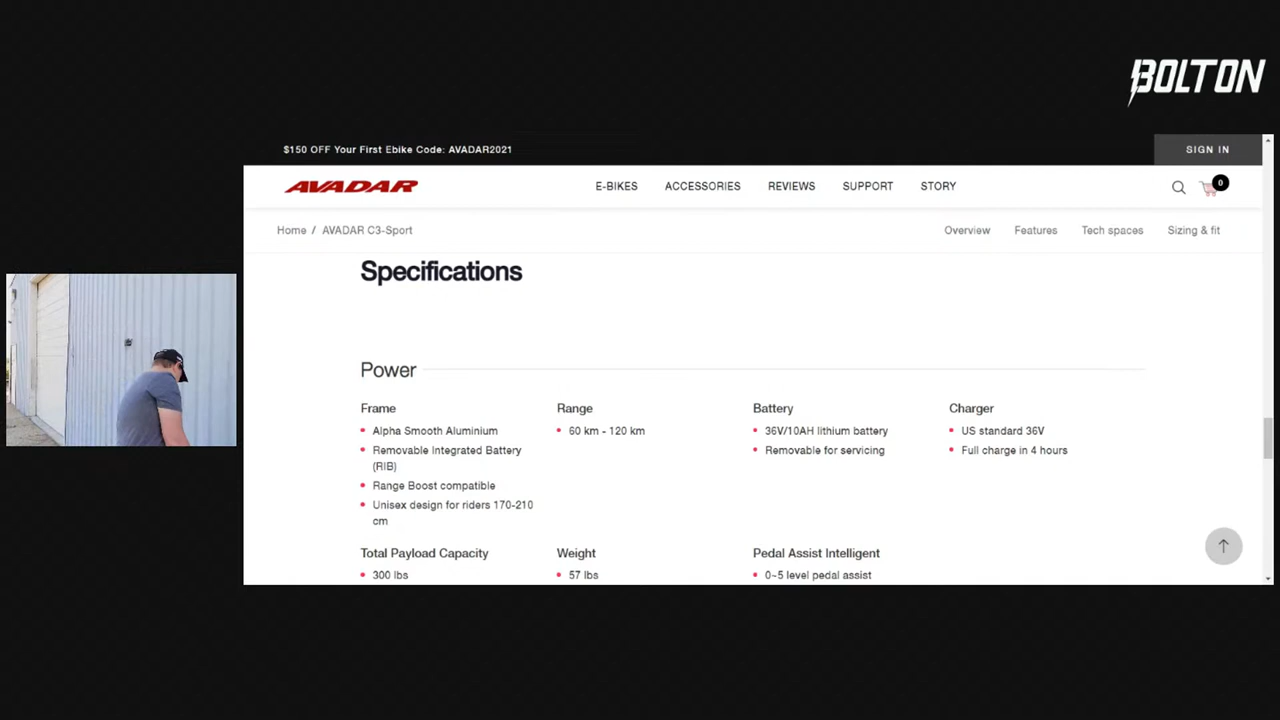 BOLTON
$150 OFF Your First Ebike Code: AVADAR2021
SIGN IN
AVADAR
E-BIKES
ACCESSORIES
REVIEWS
SUPPORT
STORY
0
Home / AVADAR C3-Sport
Overview
Features
Tech spaces
Sizing & fit
Specifications
Power
Frame
Alpha Smooth Aluminium
Removable Integrated Battery
(RIB)
Range Boost compatible
Unisex design for riders 170-210
cm
Range
60 km - 120 km
Battery
36V/10AH lithium battery
Removable for servicing
Charger
US standard 36V
Full charge in 4 hours
Total Payload Capacity
300 lbs
Weight
57 lbs
Pedal Assist Intelligent
0~5 level pedal assist